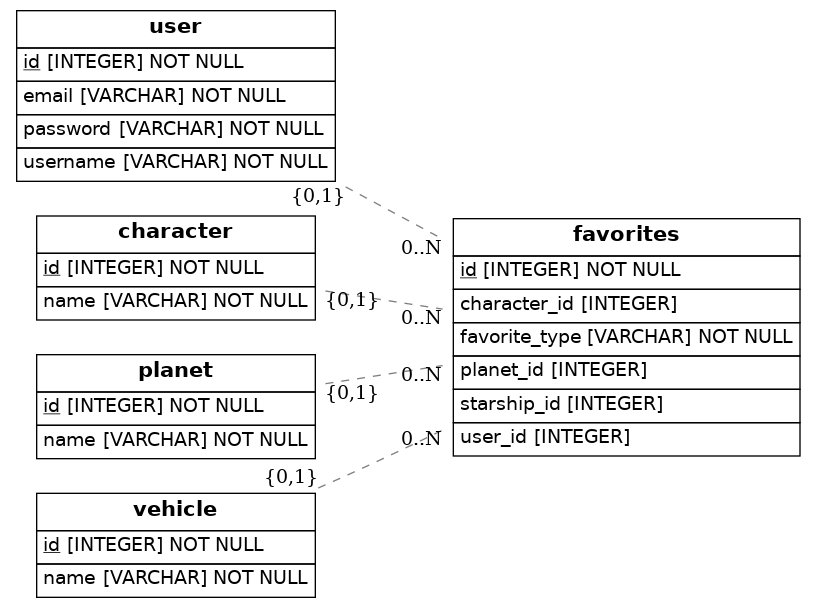 user
id [INTEGER] NOT NULL
email [VARCHAR] NOT NULL
password [VARCHAR] NOT NULL
username [VARCHAR] NOT NULL
{0,1}
0..N
character
id [INTEGER] NOT NULL
name [VARCHAR] NOT NULL
{0,1}
0..N
planet
id [INTEGER] NOT NULL
name [VARCHAR] NOT NULL
{0,1}
0..N
vehicle
id [INTEGER] NOT NULL
name [VARCHAR] NOT NULL
{0,1}
0..N
favorites
id [INTEGER] NOT NULL
character_id [INTEGER]
favorite_type [VARCHAR] NOT NULL
planet_id [INTEGER]
starship_id [INTEGER]
user_id [INTEGER]